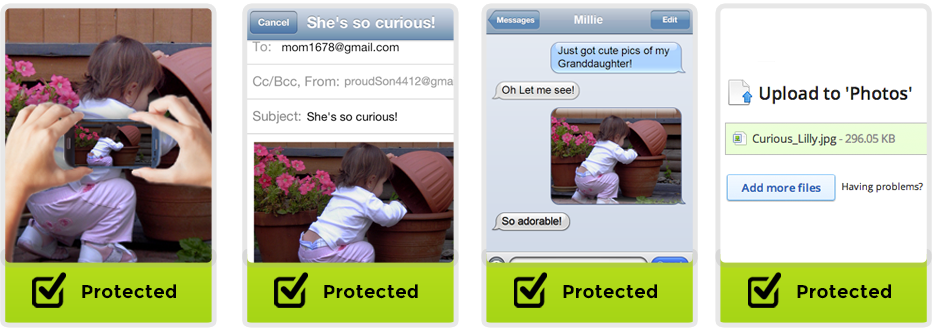 Cancel
She's so curious!
To: mom1678@gmail.com
Cc/Bcc, From: proudSon4412@gma
Subject: She's so curious!
Messages
Millie
Edit
Just got cute pics of my
Granddaughter!
Oh Let me see!
So adorable!
Upload to 'Photos'
Curious_Lilly.jpg - 296.05 KB
Add more files
Having problems?
Protected
Protected
Protected
Protected